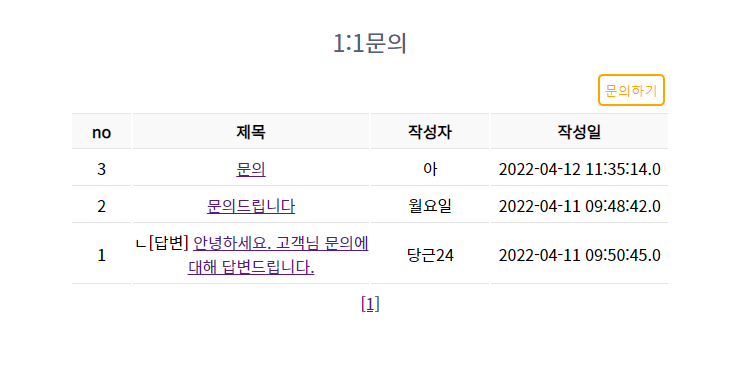 1:1문의
문의하기
no 제목 작성자 작성일
3 문의 아 2022-04-12 11:35:14.0
2 문의드립니다 월요일 2022-04-11 09:48:42.0
1 ㄴ[답변] 안녕하세요. 고객님 문의에 당근24 2022-04-11 09:50:45.0
대해 답변드립니다.
[1]